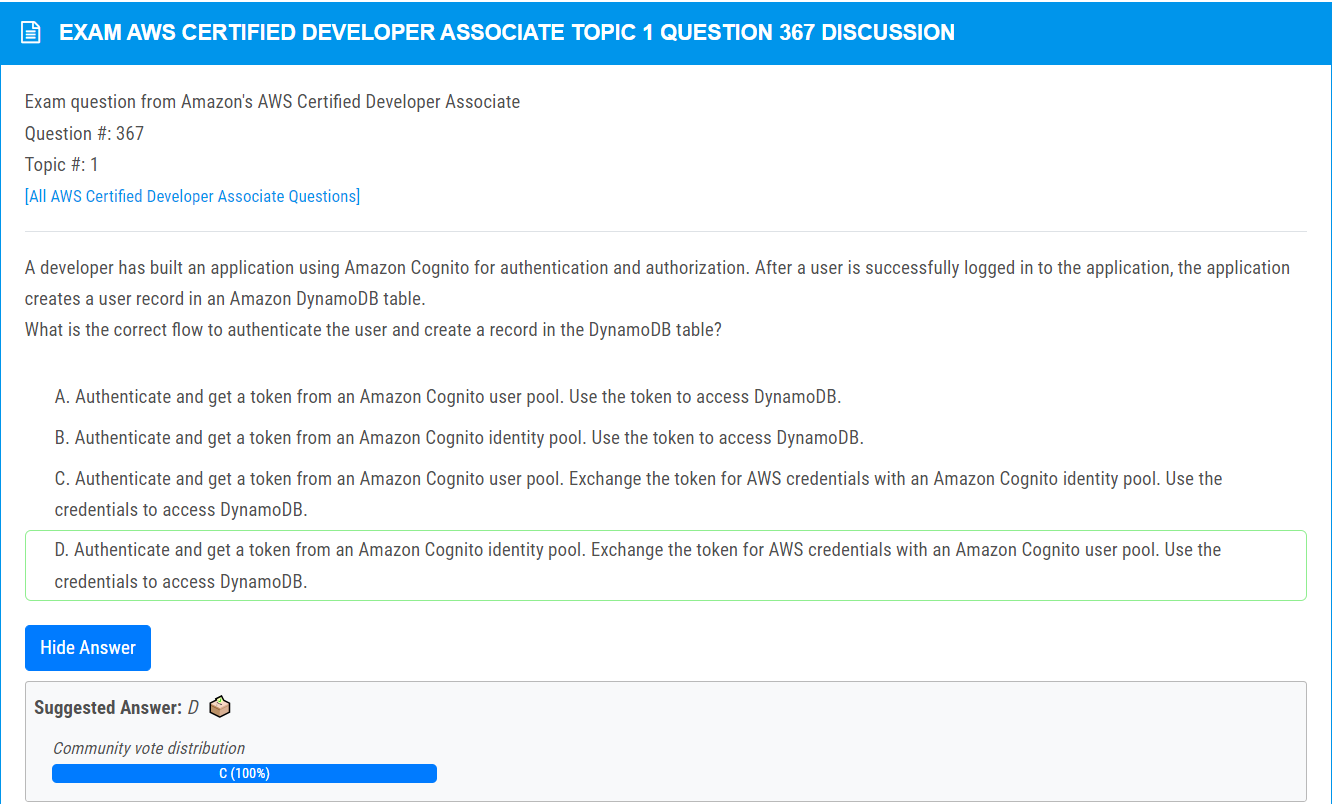 EXAM AWS CERTIFIED DEVELOPER ASSOCIATE TOPIC 1 QUESTION 367 DISCUSSION
Exam question from Amazon's AWS Certified Developer Associate
Question #: 367
Topic #: 1
[All AWS Certified Developer Associate Questions]
A developer has built an application using Amazon Cognito for authentication and authorization. After a user is successfully logged in to the application, the application
creates a user record in an Amazon DynamoDB table.
What is the correct flow to authenticate the user and create a record in the DynamoDB table?
A. Authenticate and get a token from an Amazon Cognito user pool. Use the token to access DynamoDB.
B. Authenticate and get a token from an Amazon Cognito identity pool. Use the token to access DynamoDB.
C. Authenticate and get a token from an Amazon Cognito user pool. Exchange the token for AWS credentials with an Amazon Cognito identity pool. Use the
credentials to access DynamoDB.
D. Authenticate and get a token from an Amazon Cognito identity pool. Exchange the token for AWS credentials with an Amazon Cognito user pool. Use the
credentials to access DynamoDB.
Hide Answer
Suggested Answer: D
Community vote distribution
C (100%)